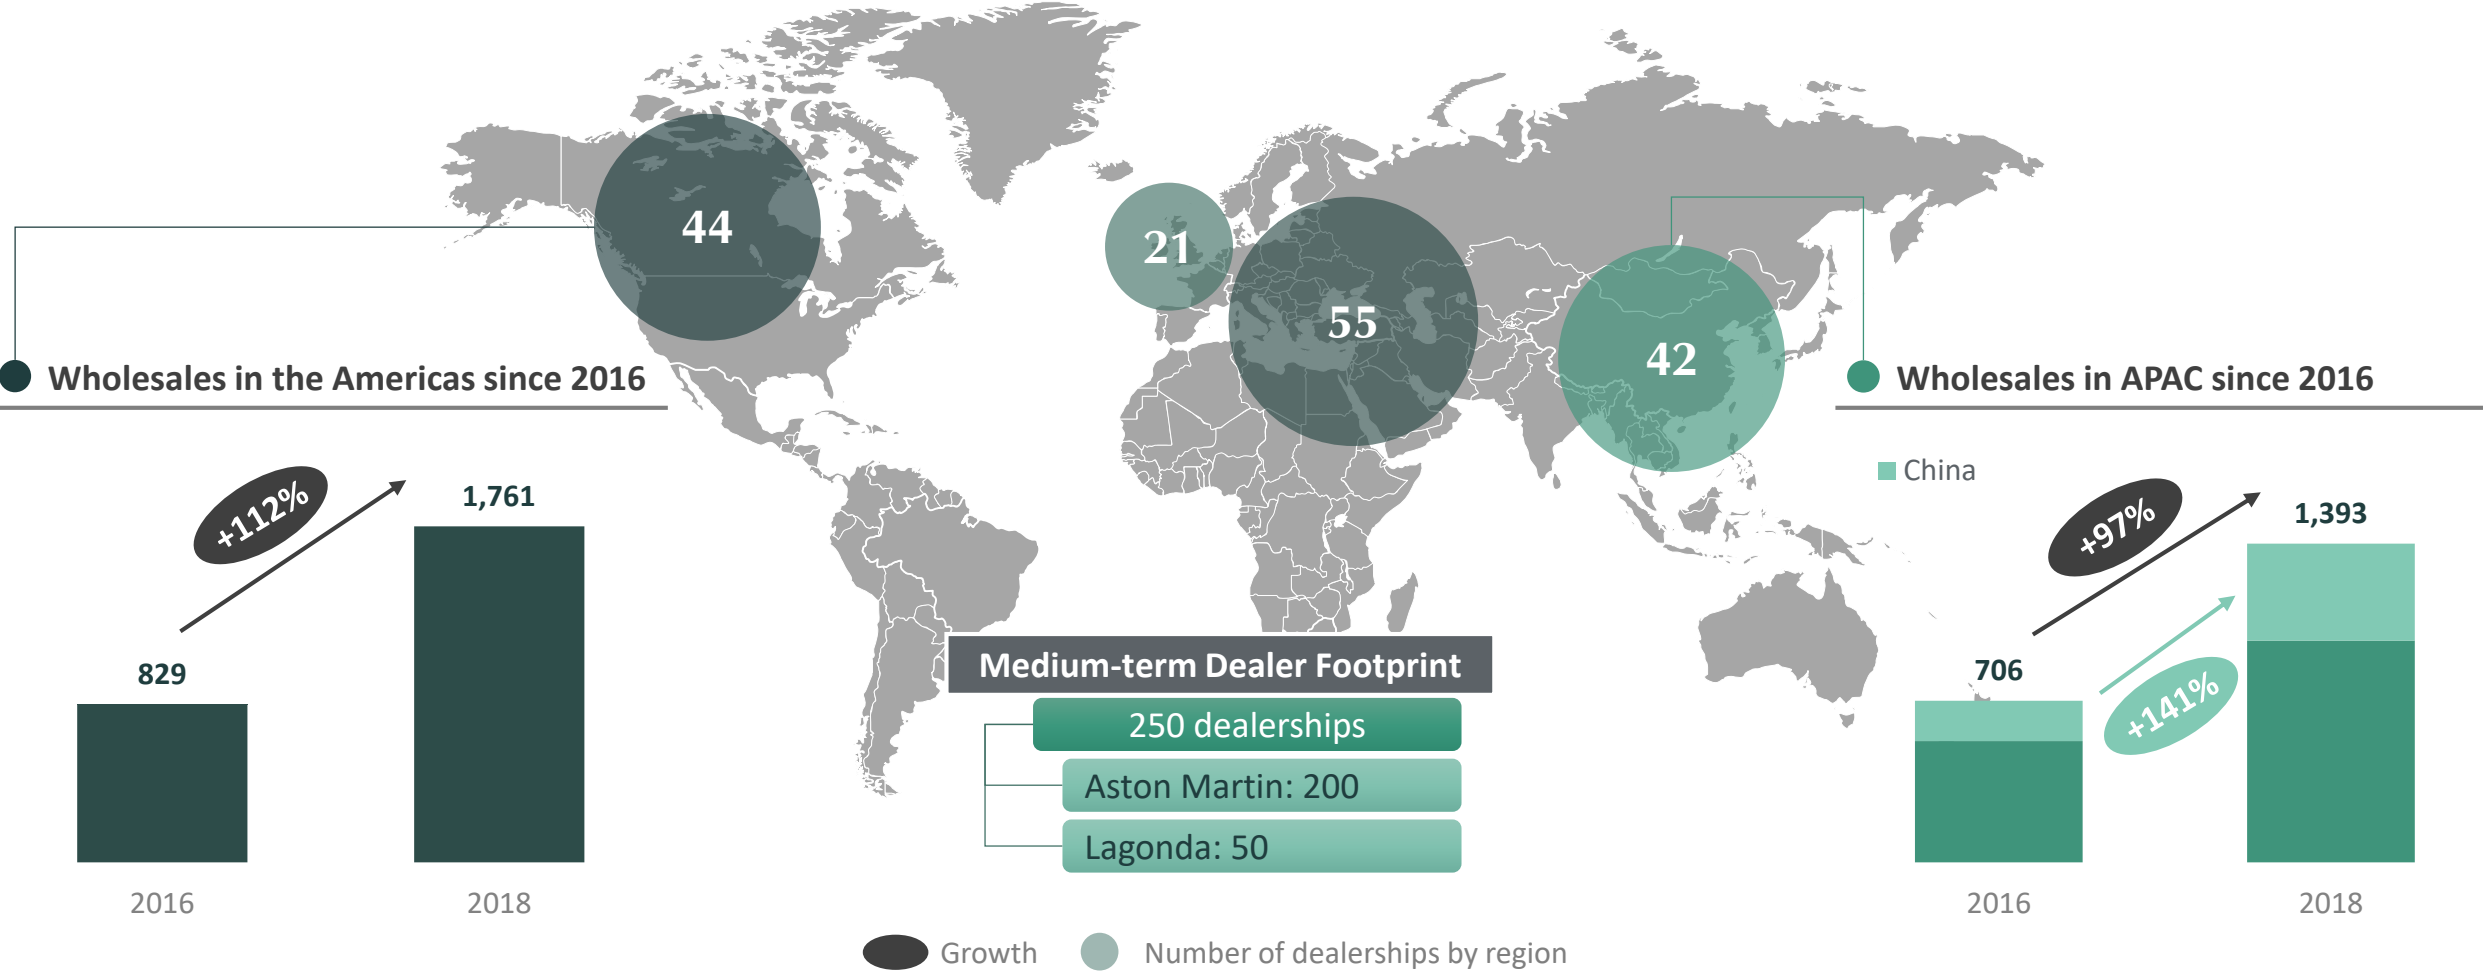 44
21
55
42
Wholesales in the Americas since 2016
+112%
1,761
829
2016
2018
Medium-term Dealer Footprint
250 dealerships
Aston Martin: 200
Lagonda: 50
Wholesales in APAC since 2016
China
+97%
1,393
706
+141%
2016
2018
Growth
Number of dealerships by region